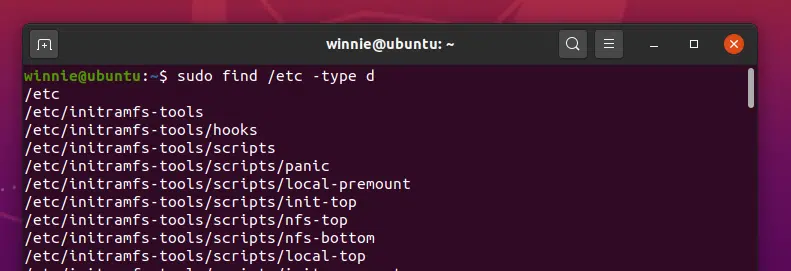 winnie@ubuntu: ~
winnie@ubuntu:~$ sudo find /etc -type d
/etc
/etc/initramfs-tools
/etc/initramfs-tools/hooks
/etc/initramfs-tools/scripts
/etc/initramfs-tools/scripts/panic
/etc/initramfs-tools/scripts/local-premount
/etc/initramfs-tools/scripts/init-top
/etc/initramfs-tools/scripts/nfs-top
/etc/initramfs-tools/scripts/nfs-bottom
/etc/initramfs-tools/scripts/local-top